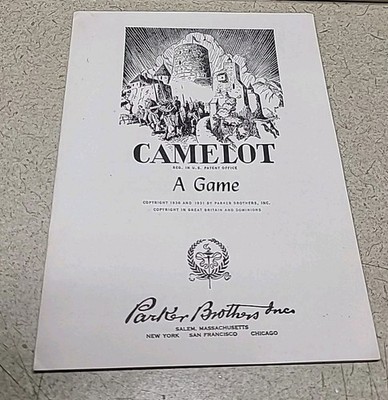 CAMELOT
REG. IN U.S. PATENT OFFICE
A Game
COPYRIGHT 1930 AND 1931 BY PARKER BROTHERS, INC.
COPYRIGHT IN GREAT BRITAIN AND DOMINIONS
Parker Brothers Inc
SALEM, MASSACHUSETTS
NEW YORK SAN FRANCISCO CHICAGO